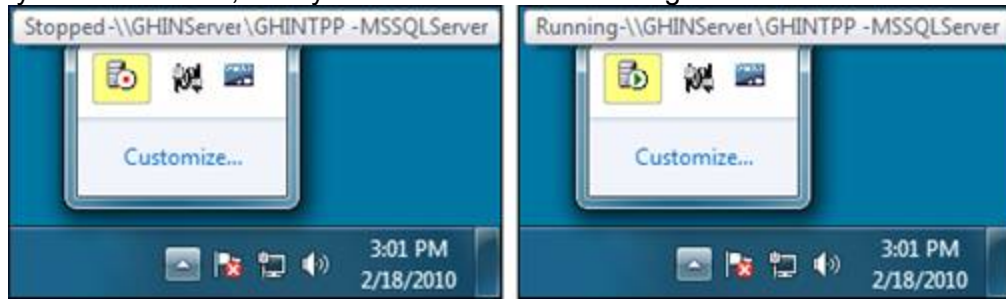 Stopped -\\GHINServer\GHINTPP -MSSQLServer
Customize...
3:01 PM
2/18/2010
Running-\\GHINServer\GHINTPP -MSSQLServer
Customize...
3:01 PM
2/18/2010